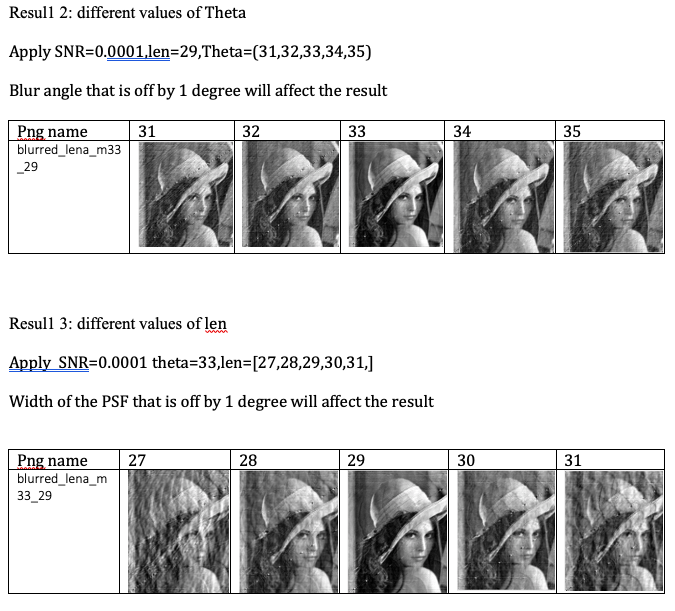 Resul1 2: different values of Theta
Apply SNR=0.0001,len=29,Theta=(31,32,33,34,35)
Blur angle that is off by 1 degree will affect the result
Png name 31 32 33 34 35
blurred_lena_m33
_29
Resul1 3: different values of len
Apply  SNR=0.0001 theta=33,len=[27,28,29,30,31,]
Width of the PSF that is off by 1 degree will affect the result
Png name 27 28 29 30 31
blurred_lena_m
33_29